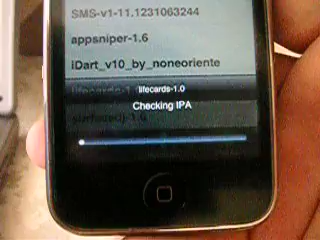 SMS-v1-11.1231063244
appsniper-1.6
iDart_v10_by_noneoriente
lifecards-1.0
Checking IPA